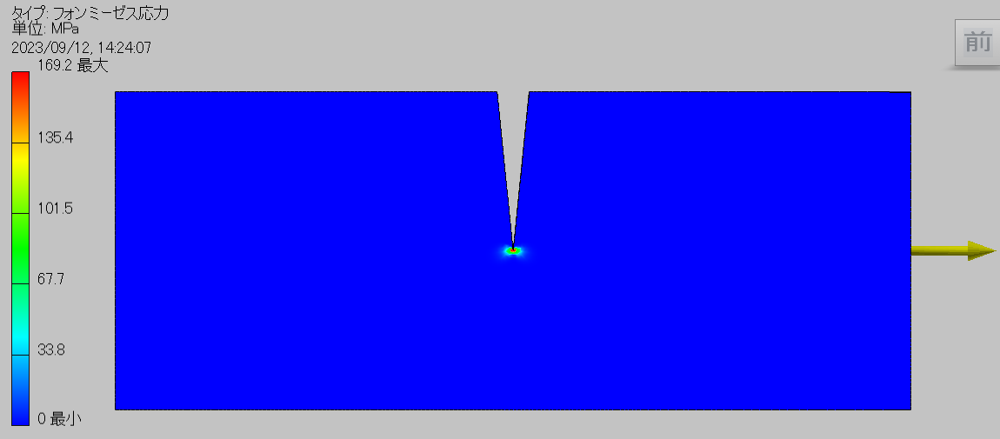 タイプ: フォンミーゼス応力
単位: MPa
2023/09/12, 14:24:07
169.2 最大
135.4
101.5
67.7
33.8
0 最小
前